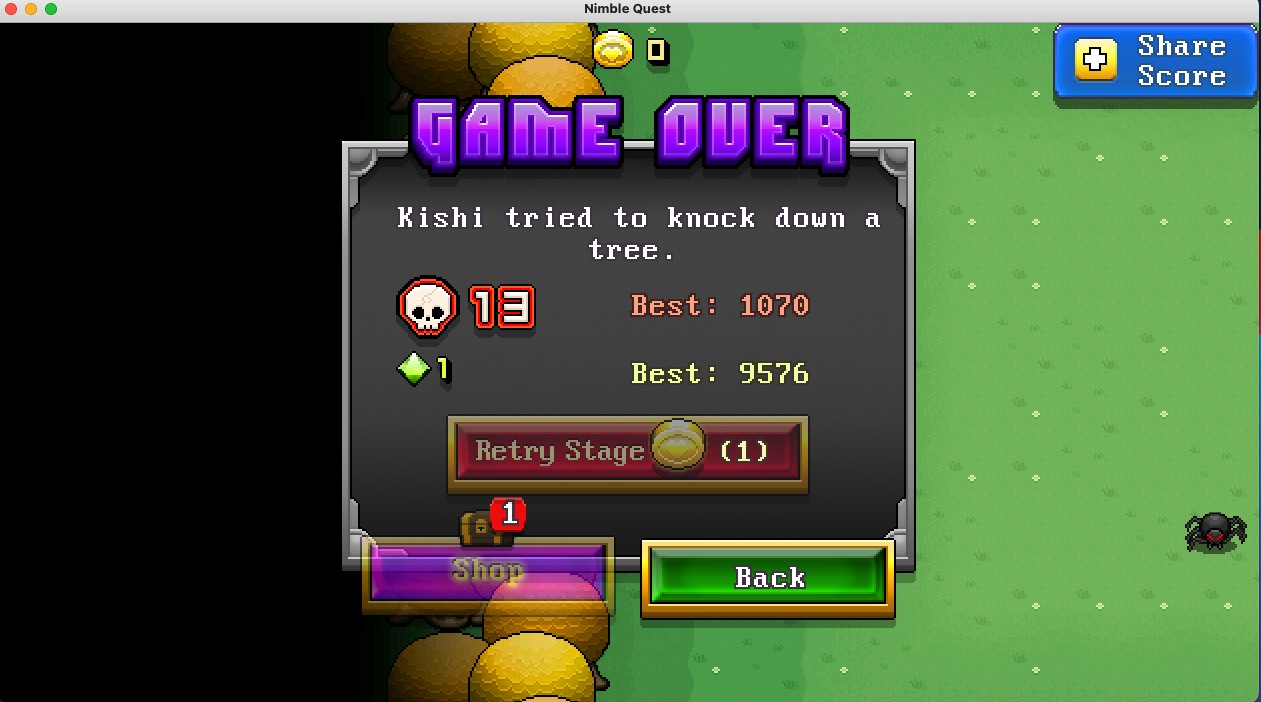 Nimble Quest
0
Share
Score
GAME OVER
Kishi tried to knock down a
tree.
13
Best: 1070
1
Best: 9576
Retry Stage (1)
1
Shop
Back